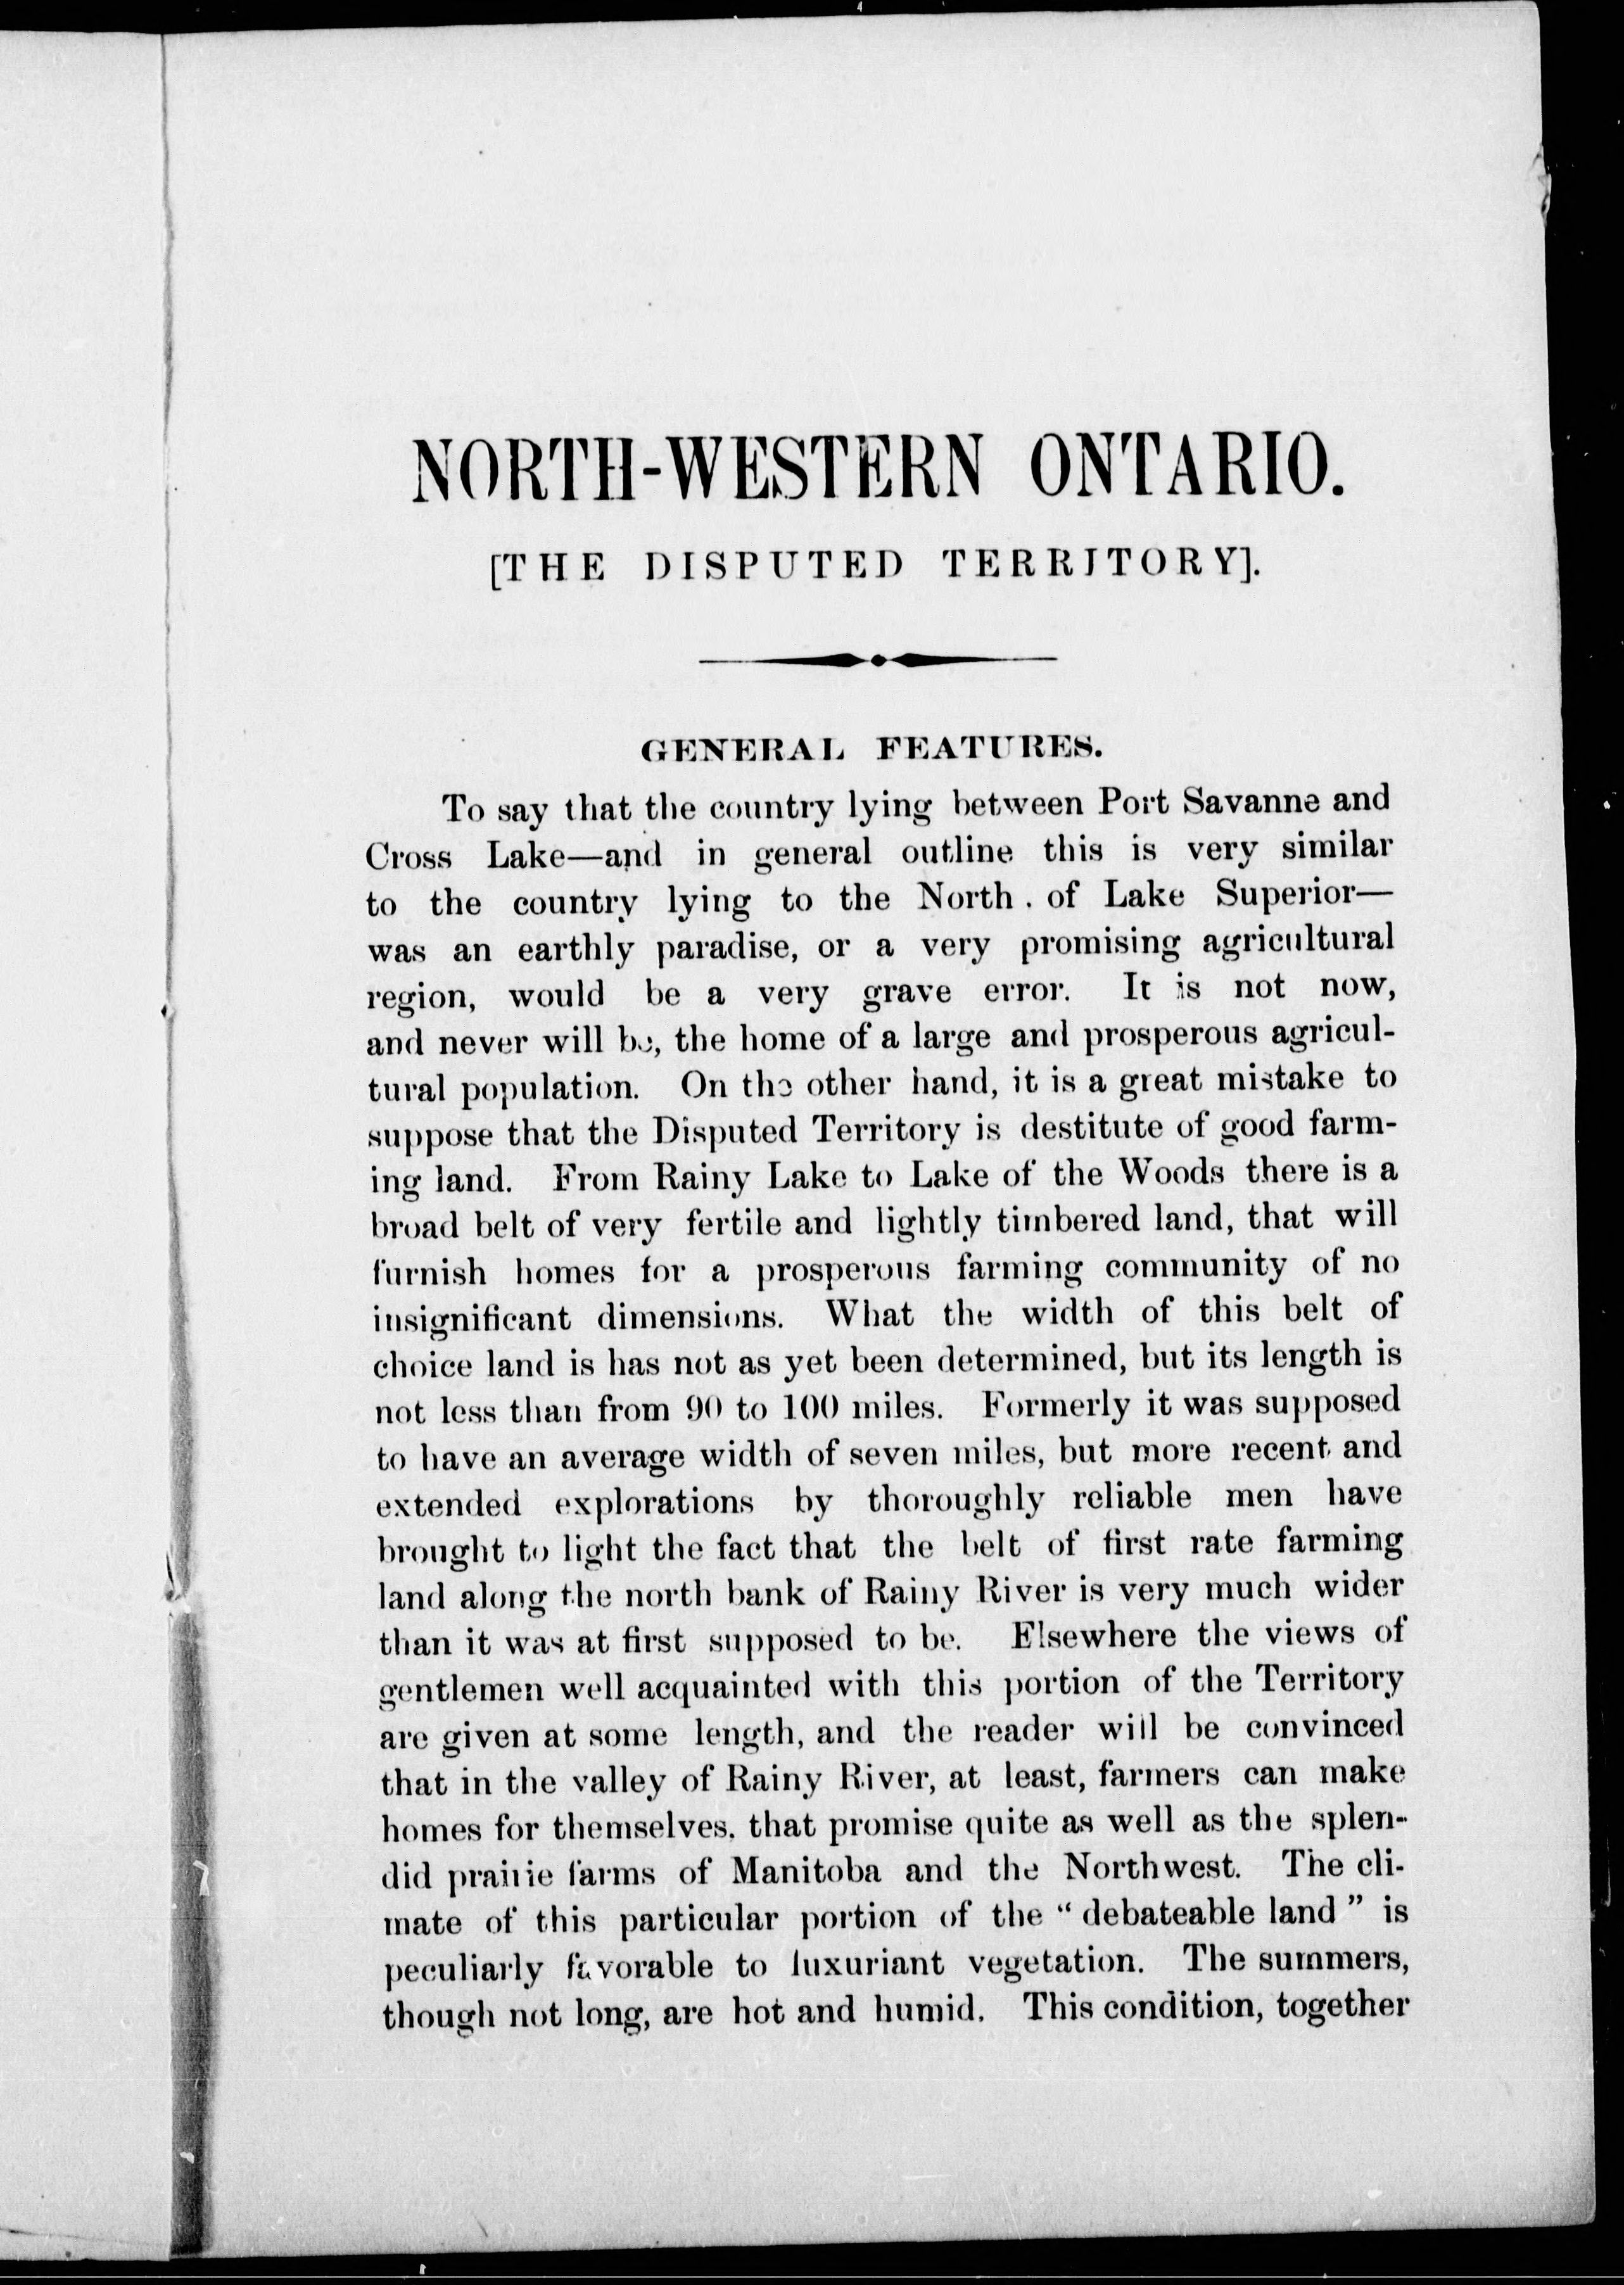 NORTH-WESTERN ONTARIO.
[THE DISPUTED TERRITORY].
GENERAL FEATURES.
To say that the country lying between Port Savanne and
Cross Lake—and in general outline this is very similar
to the country lying to the North . of Lake Superior—
was an earthly paradise, or a very promising agricultural
region, would be a very grave error. It is not now,
and never will be, the home of a large and prosperous agricul-
tural population. On the other hand, it is a great mistake to
suppose that the Disputed Territory is destitute of good farm-
ing land. From Rainy Lake to Lake of the Woods there is a
broad belt of very fertile and lightly timbered land, that will
furnish homes for a prosperous farming community of no
insignificant dimensions. What the width of this belt of
choice land is has not as yet been determined, but its length is
not less than from 90 to 100 miles. Formerly it was supposed
to have an average width of seven miles, but more recent and
extended explorations by thoroughly reliable men have
brought to light the fact that the belt of first rate farming
land along the north bank of Rainy River is very much wider
than it was at first supposed to be. Elsewhere the views of
gentlemen well acquainted with this portion of the Territory
are given at some length, and the reader will be convinced
that in the valley of Rainy River, at least, farmers can make
homes for themselves. that promise quite as well as the splen-
did prairie farms of Manitoba and the Northwest. The cli-
mate of this particular portion of the “ debateable land ” is
peculiarly favorable to luxuriant vegetation. The summers,
though not long, are hot and humid. This condition, together